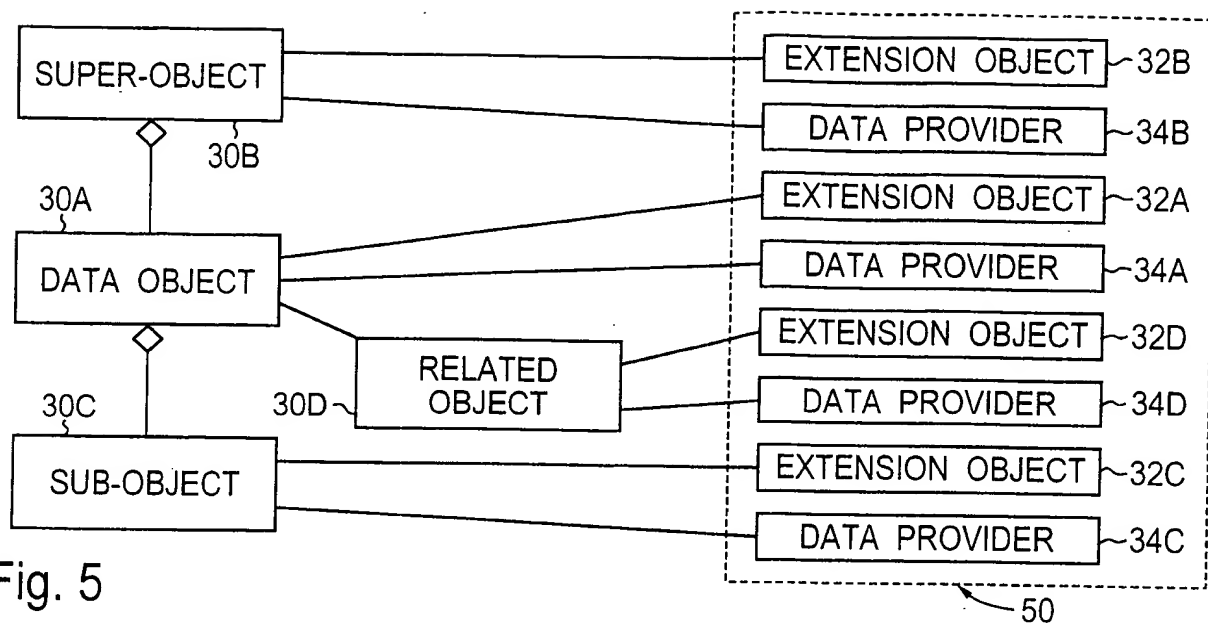 SUPER-OBJECT
30B
30A
DATA OBJECT
30C
SUB-OBJECT
30D
RELATED
OBJECT
EXTENSION OBJECT 32B
DATA PROVIDER 34B
EXTENSION OBJECT 32A
DATA PROVIDER 34A
EXTENSION OBJECT 32D
DATA PROVIDER 34D
EXTENSION OBJECT 32C
DATA PROVIDER 34C
50
Fig. 5